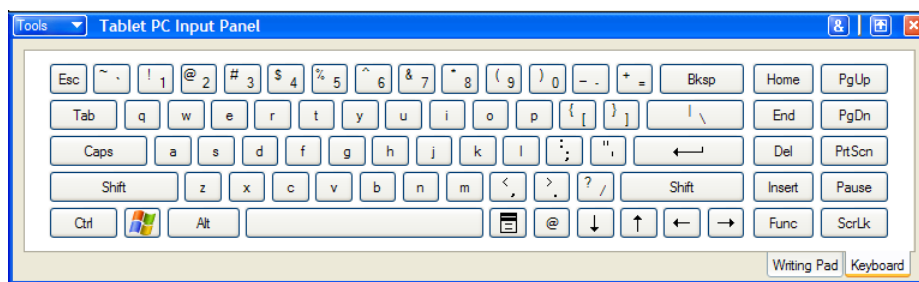 Tools Tablet PC Input Panel &
Esc ~ ` ! 1 @ 2 # 3 $ 4 % 5 ^ 6 & 7 * 8 ( 9 ) 0 _ - + = Bksp Home PgUp
Tab q w e r t y u i o p { [ } ] | \ End PgDn
Caps a s d f g h j k l : ; " ' Del PrtScn
Shift z x c v b n m < , > . ? / Shift Insert Pause
Ctrl Alt @ ↓ ↑ ← → Func ScrLk
Writing Pad Keyboard